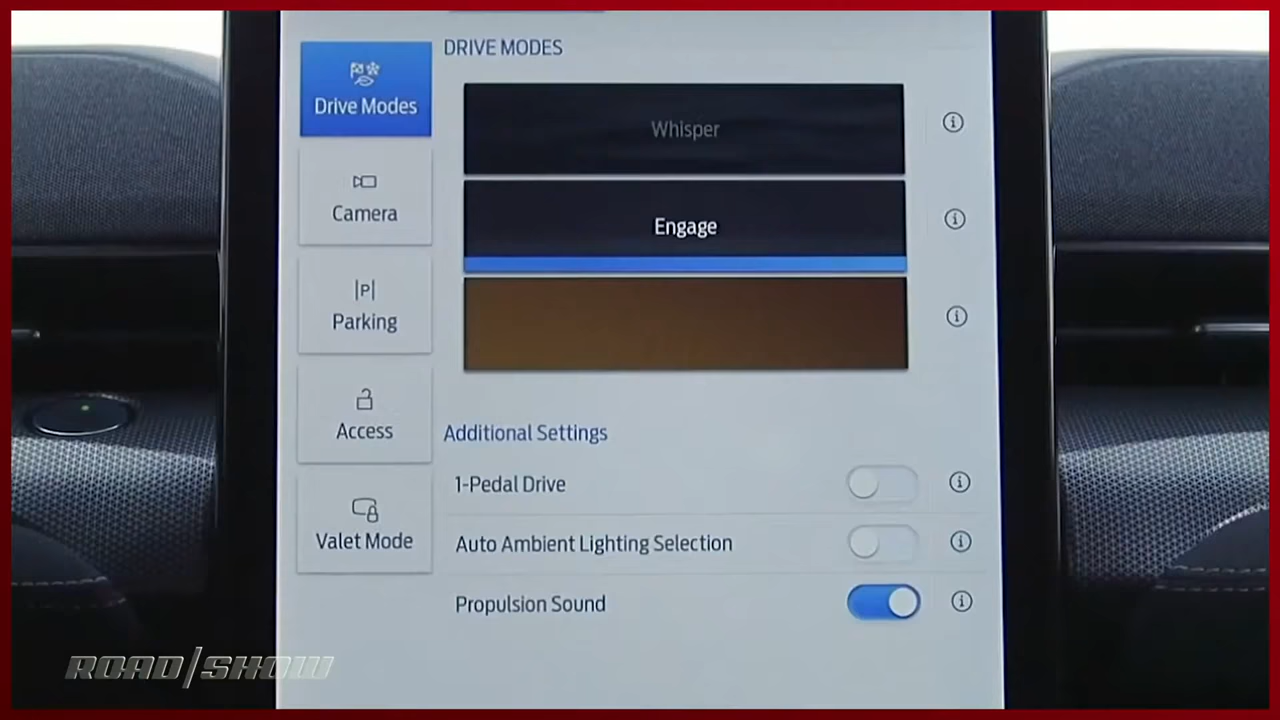 DRIVE MODES
Drive Modes
Whisper
Camera
Engage
|P|
Parking
Access
Additional Settings
1-Pedal Drive
Valet Mode
Auto Ambient Lighting Selection
Propulsion Sound
ROAD/SHOW